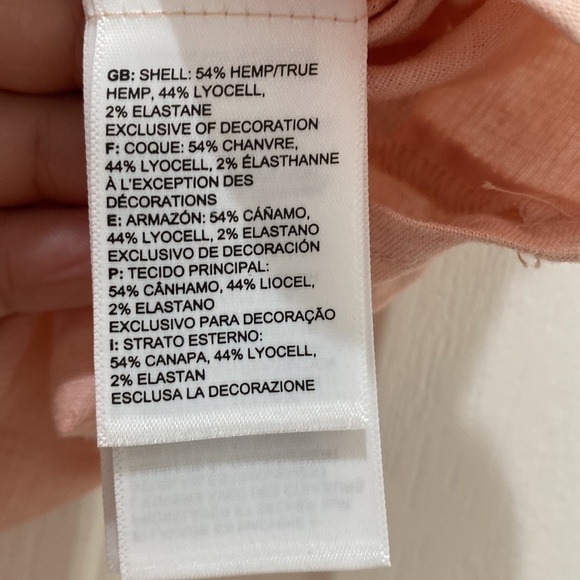 GB: SHELL: 54% HEMP/TRUE
HEMP, 44% LYOCELL,
2% ELASTANE
EXCLUSIVE OF DECORATION
F: COQUE: 54% CHANVRE,
44% LYOCELL, 2% ÉLASTHANNE
À L'EXCEPTION DES
DÉCORATIONS
E: ARMAZÓN: 54% CÁÑAMO,
44% LYOCELL, 2% ELASTANO
EXCLUSIVO DE DECORACIÓN
P: TECIDO PRINCIPAL:
54% CÂNHAMO, 44% LIOCEL,
2% ELASTANO
EXCLUSIVO PARA DECORAÇÃO
I: STRATO ESTERNO:
54% CANAPA, 44% LYOCELL,
2% ELASTAN
ESCLUSA LA DECORAZIONE